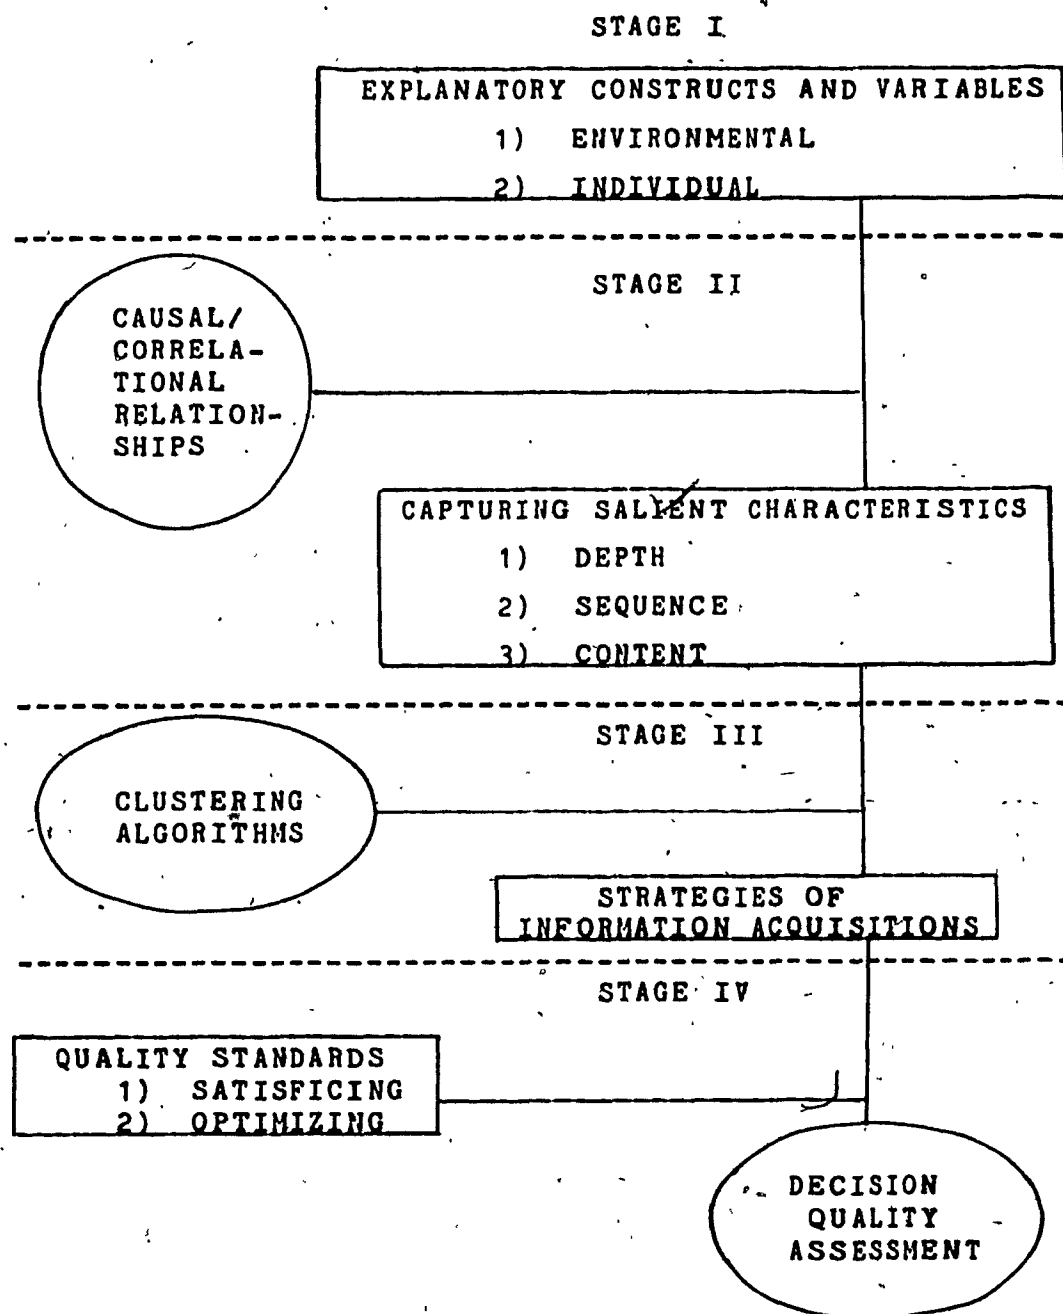 STAGE I
EXPLANATORY CONSTRUCTS AND VARIABLES
1) ENVIRONMENTAL
2) INDIVIDUAL
STAGE II
CAUSAL/
CORRELA-
TIONAL
RELATION-
SHIPS
CAPTURING SALIENT CHARACTERISTICS
1) DEPTH
2) SEQUENCE
3) CONTENT
STAGE III
CLUSTERING
ALGORITHMS
STRATEGIES OF
INFORMATION ACQUISITIONS
STAGE IV
QUALITY STANDARDS
1) SATISFICING
2) OPTIMIZING
DECISION
QUALITY
ASSESSMENT